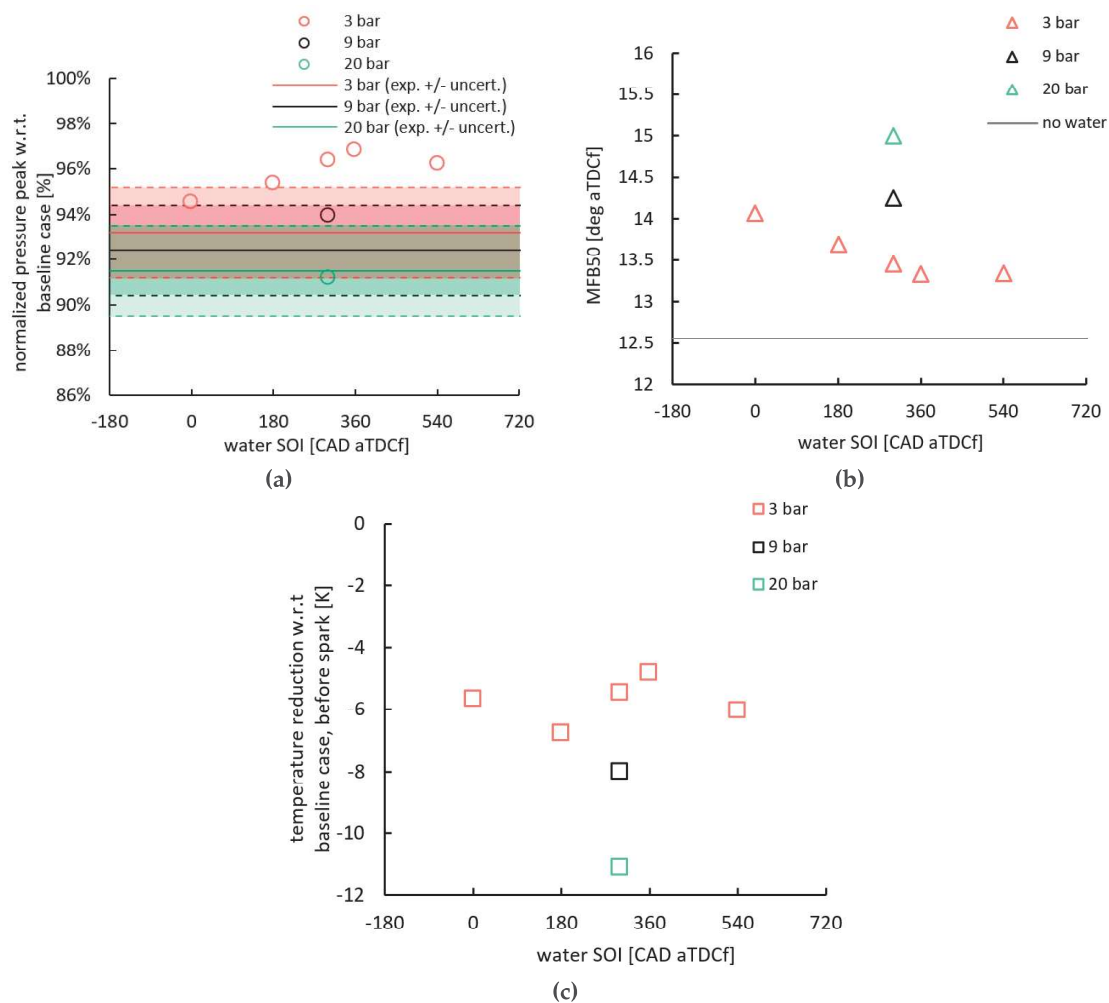 3 bar
9 bar
20 bar
3 bar (exp. +/- uncert.)
9 bar (exp. +/- uncert.)
20 bar (exp. +/- uncert.)
normalized pressure peak w.r.t.
baseline case [%]
100%
98%
96%
94%
92%
90%
88%
86%
-180 0 180 360 540 720
water SOI [CAD aTDCf]
(a)
3 bar
9 bar
20 bar
no water
MFB50 [deg aTDCf]
16
15.5
15
14.5
14
13.5
13
12.5
12
-180 0 180 360 540 720
water SOI [CAD aTDCf]
(b)
3 bar
9 bar
20 bar
temperature reduction w.r.t
baseline case, before spark [K]
0
-2
-4
-6
-8
-10
-12
-180 0 180 360 540 720
water SOI [CAD aTDCf]
(c)